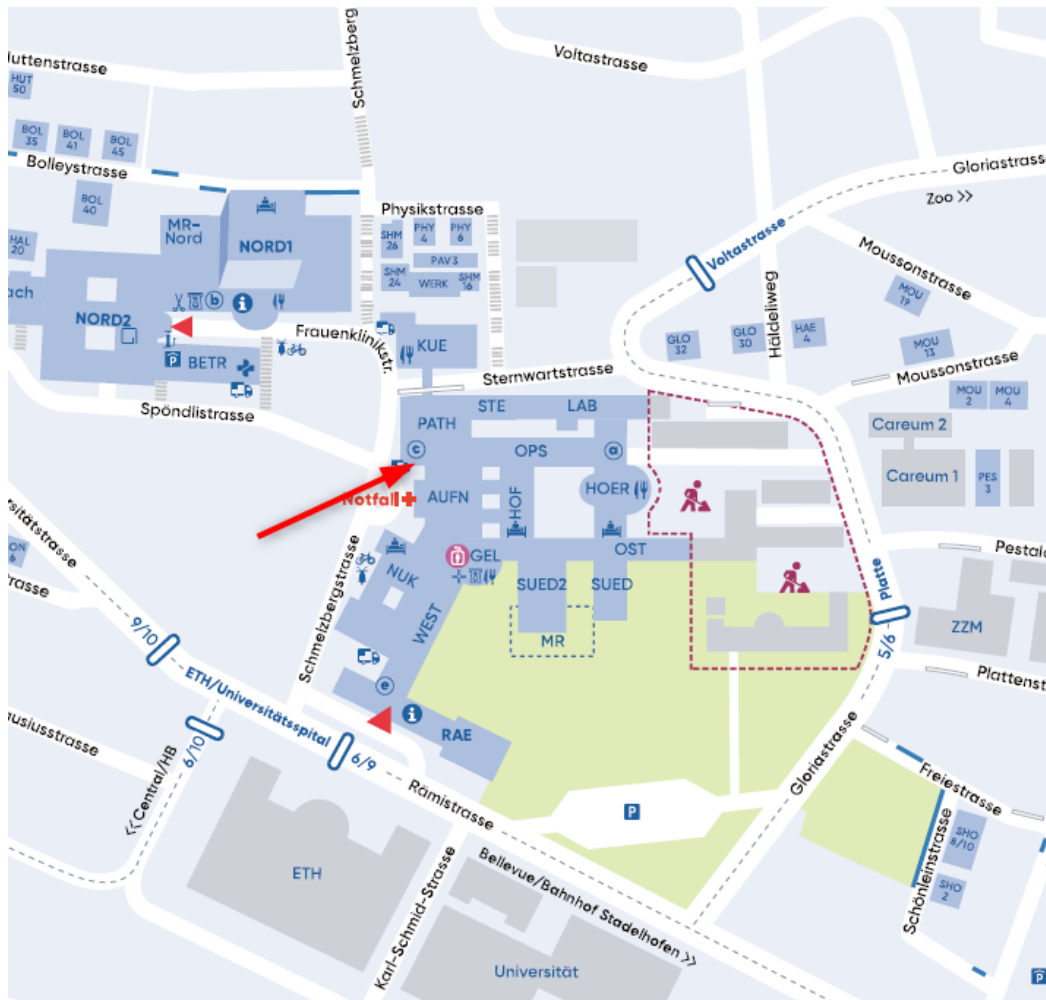 Huttenstrasse
HUT
50
Voltastrasse
Schmelzberg
BOL
35
BOL
41
BOL
45
Bolleystrasse
Gloriastrasse
Zoo >>
BOL
40
Physikstrasse
MR-
Nord
NORD1
SHM
26
PHY
4
PHY
6
PAV3
SHM
24
WERK
SHM
16
HAL
20
Voltastrasse
Moussonstrasse
MOU
19
ach
NORD2
b
i
Frauenklinikstr.
P
BETR
KUE
GLO
32
GLO
30
HAE
4
Häldeliweg
MOU
13
Moussonstrasse
MOU
2
MOU
4
Sternwartstrasse
Spöndlistrasse
STE
LAB
PATH
c
OPS
a
Careum 2
Careum 1
PES
3
Notfall
AUFN
HOF
HOER
ersitätstrasse
GEL
OST
NUK
SUED2
SUED
WEST
MR
Schmelzbergstrasse
Platte
5/6
Pestalo
ZZM
Plattenst
ON
6
rasse
9/10
ETH/Universitätsspital
e
i
RAE
6/9
6/10
<<Central/HB
ausiusstrasse
Rämistrasse
P
Gloriastrasse
Freiestrasse
SHO
8/10
SHO
2
Schönleinstrasse
ETH
Karl-Schmid-Strasse
Bellevue/Bahnhof Stadelhofen >>
Universität
P